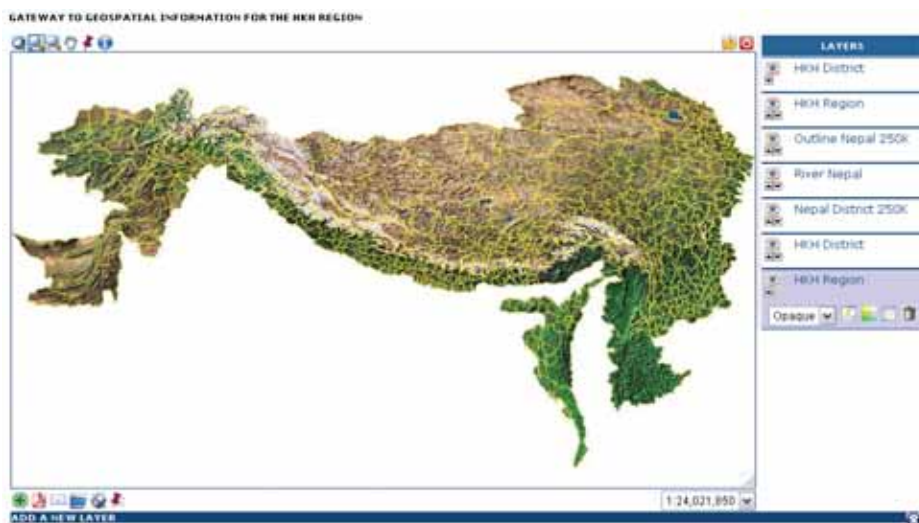 GATEWAY TO GEOSPATIAL INFORMATION FOR THE HKH REGION
LAYERS
HKH District
HKH Region
Outline Nepal 250K
River Nepal
Nepal District 250K
HKH District
HKH Region
Opaque
1:24,021,850
ADD A NEW LAYER